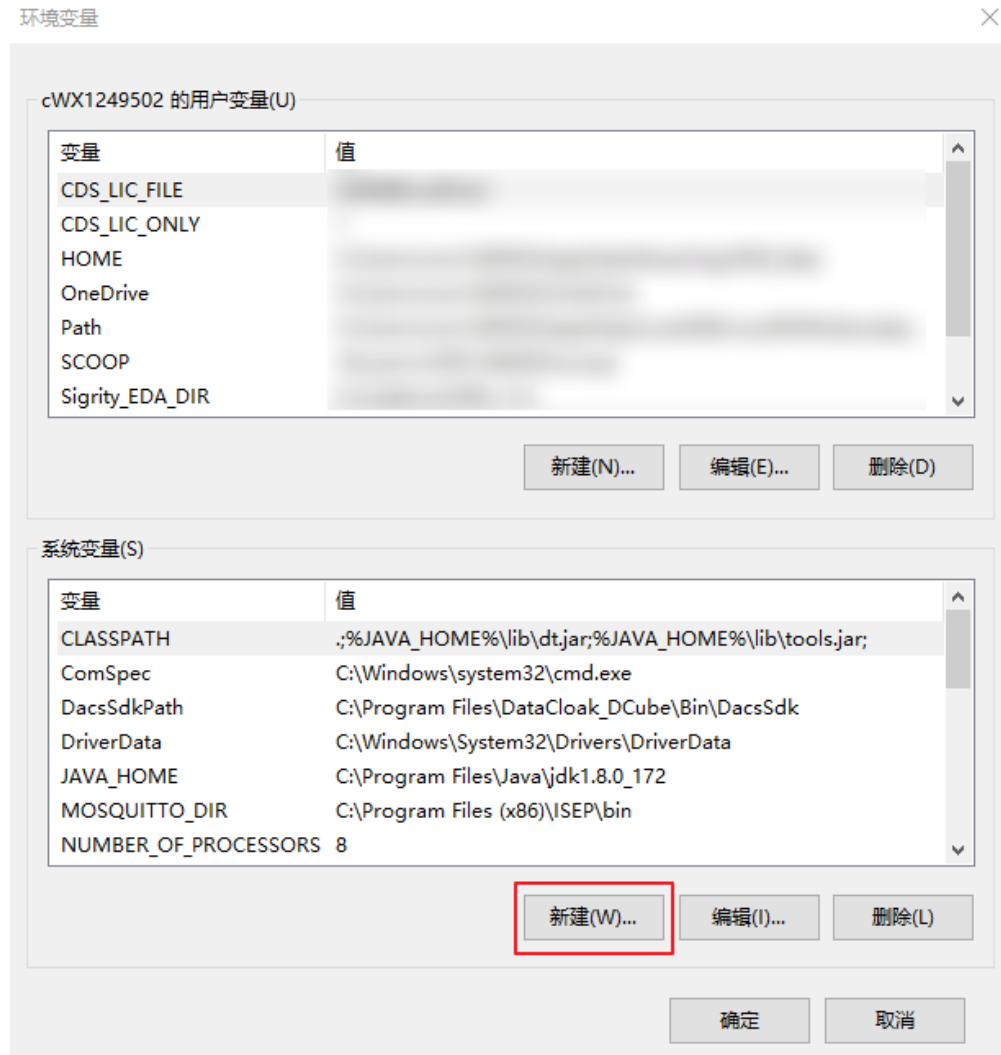 环境变量
cWX1249502 的用户变量(U)
变量 值
CDS_LIC_FILE
CDS_LIC_ONLY
HOME
OneDrive
Path
SCOOP
Sigrity_EDA_DIR
新建(N)... 编辑(E)... 删除(D)
系统变量(S)
变量 值
CLASSPATH .;%JAVA_HOME%\lib\dt.jar;%JAVA_HOME%\lib\tools.jar;
ComSpec C:\Windows\system32\cmd.exe
DacsSdkPath C:\Program Files\DataCloak_DCube\Bin\DacsSdk
DriverData C:\Windows\System32\Drivers\DriverData
JAVA_HOME C:\Program Files\Java\jdk1.8.0_172
MOSQUITTO_DIR C:\Program Files (x86)\ISEP\bin
NUMBER_OF_PROCESSORS 8
新建(W)... 编辑(I)... 删除(L)
确定 取消